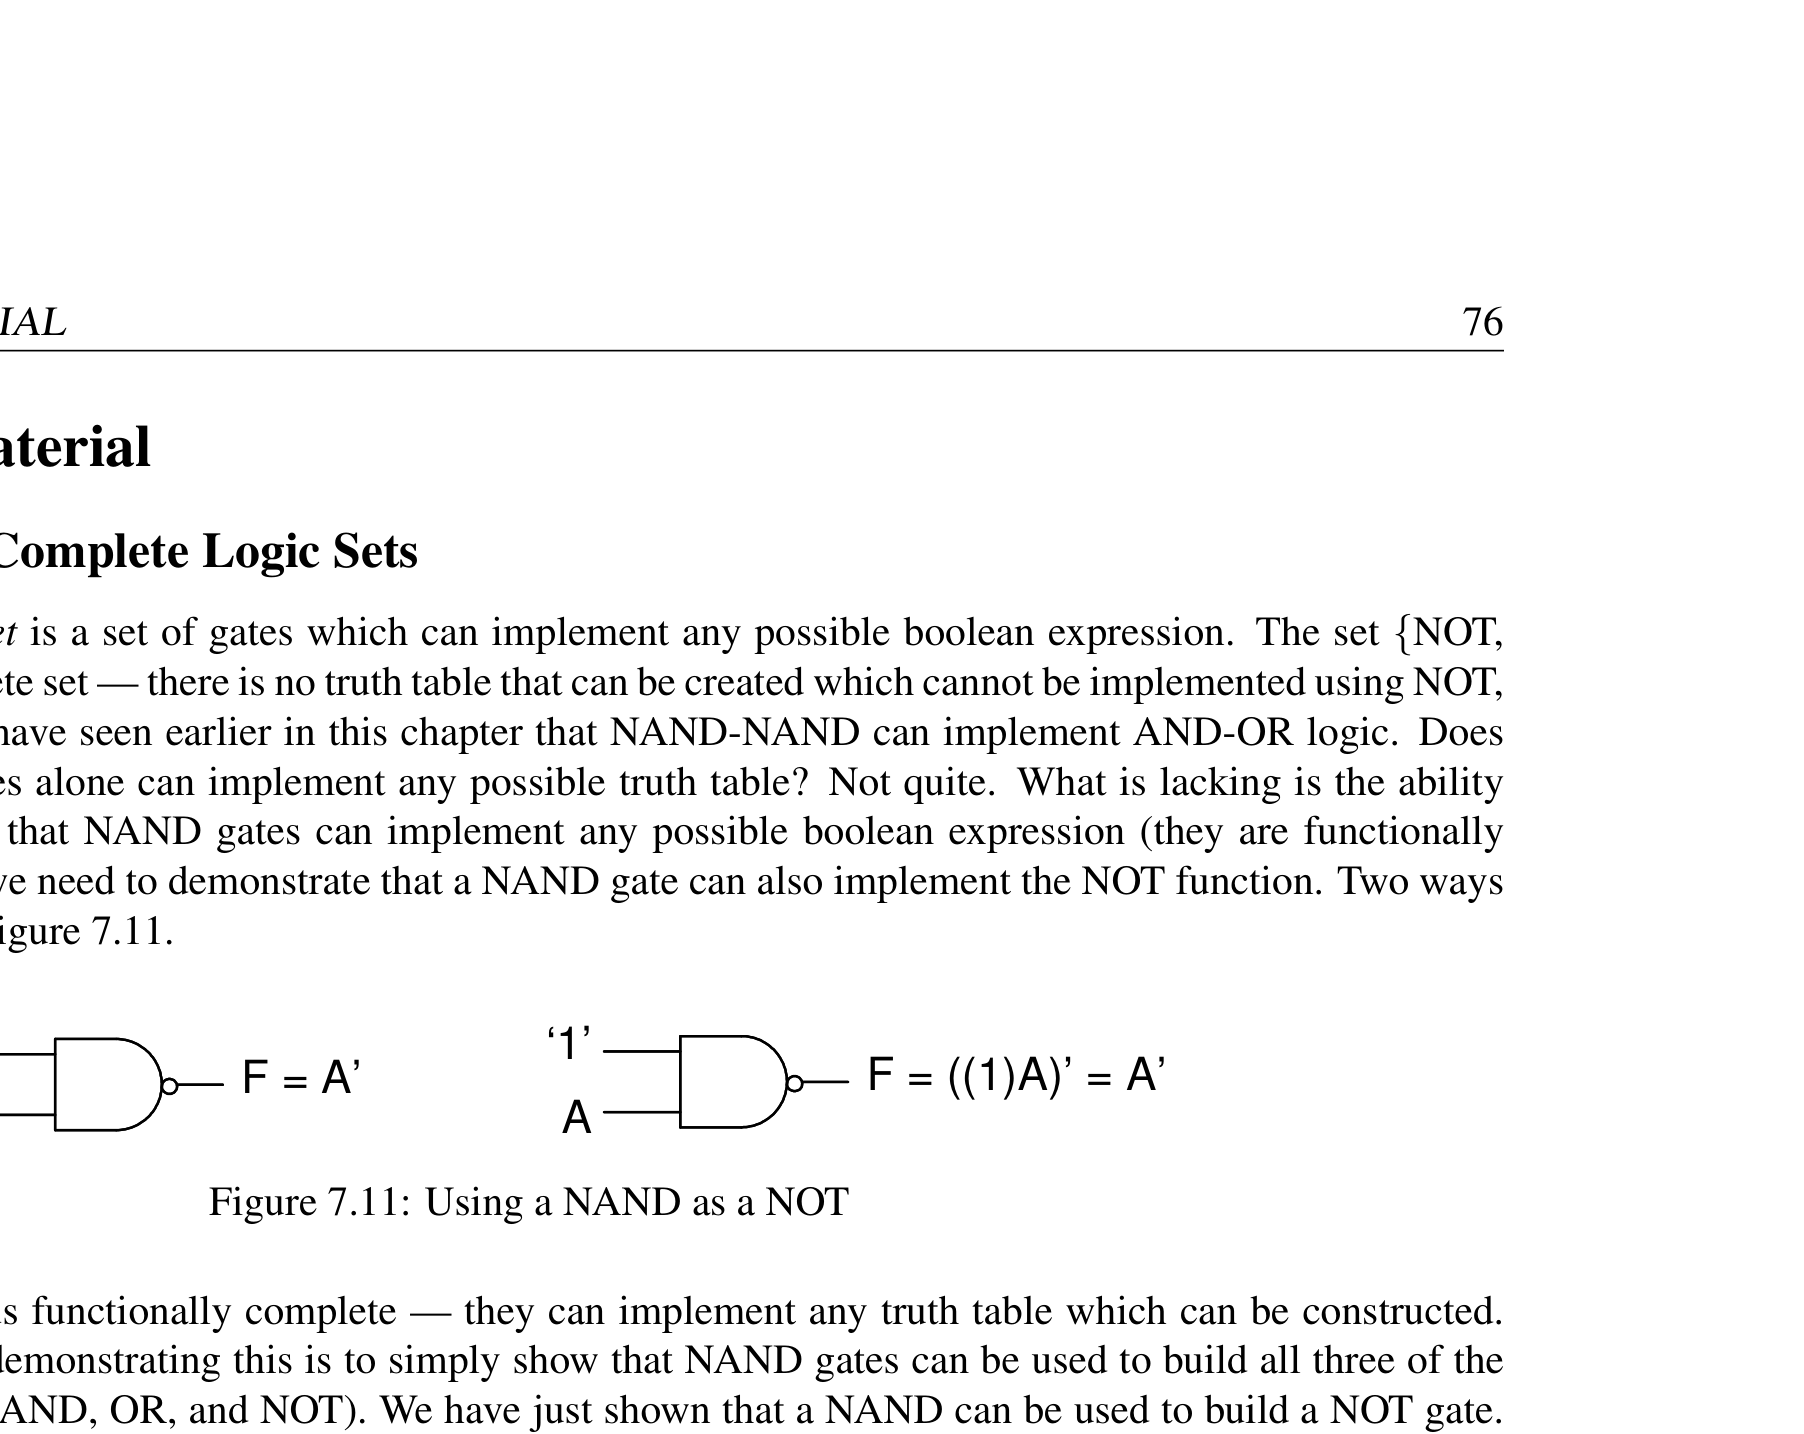 IAL 76
aterial
Complete Logic Sets
et is a set of gates which can implement any possible boolean expression. The set {NOT,
ete set — there is no truth table that can be created which cannot be implemented using NOT,
have seen earlier in this chapter that NAND-NAND can implement AND-OR logic. Does
es alone can implement any possible truth table? Not quite. What is lacking is the ability
that NAND gates can implement any possible boolean expression (they are functionally
ve need to demonstrate that a NAND gate can also implement the NOT function. Two ways
igure 7.11.
F = A’
‘1’
A
F = ((1)A)’ = A’
Figure 7.11: Using a NAND as a NOT
s functionally complete — they can implement any truth table which can be constructed.
demonstrating this is to simply show that NAND gates can be used to build all three of the
AND, OR, and NOT). We have just shown that a NAND can be used to build a NOT gate.